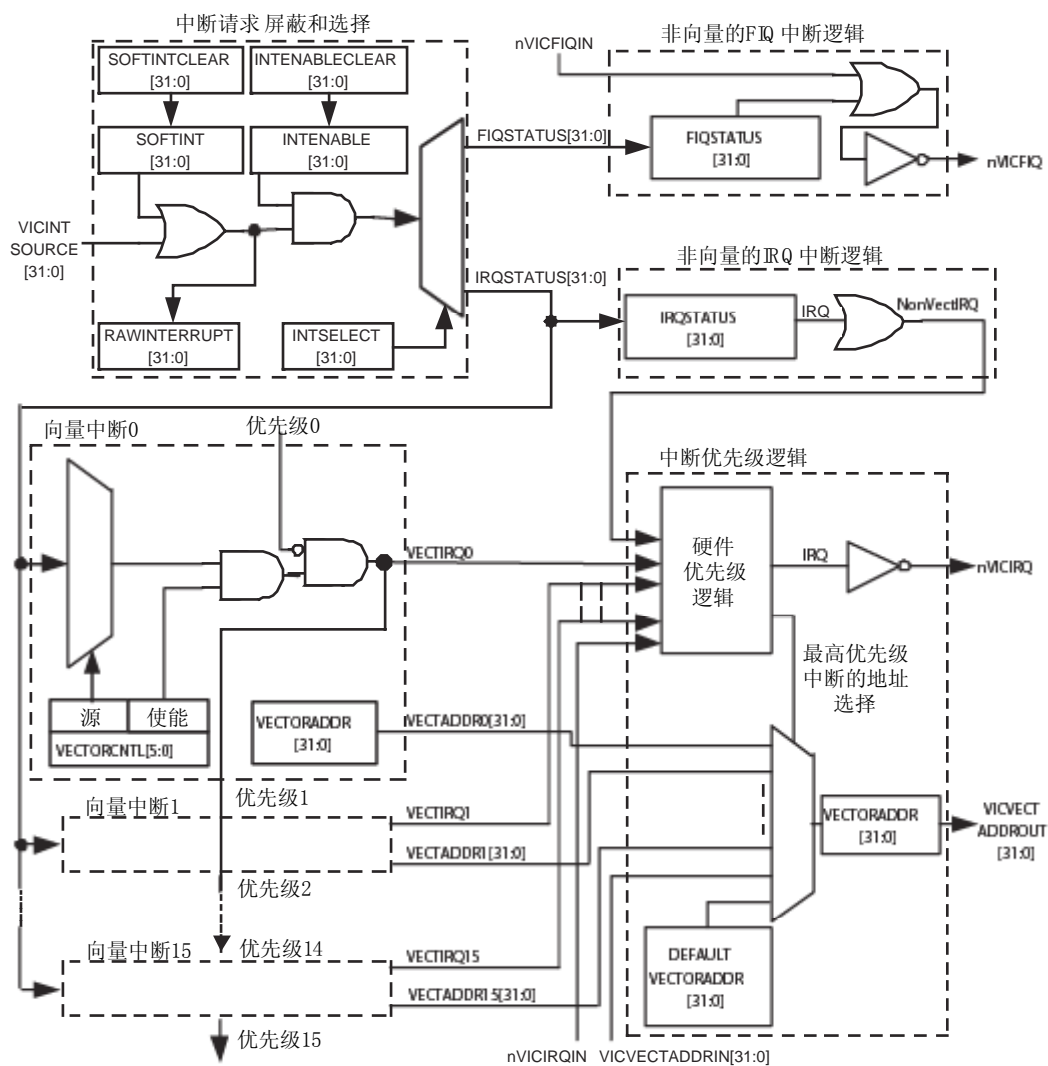 中断请求 屏蔽和选择
SOFTINTCLEAR
[31:0]
INTENABLECLEAR
[31:0]
SOFTINT
[31:0]
INTENABLE
[31:0]
VICINT
SOURCE
[31:0]
RAWINTERRUPT
[31:0]
INTSELECT
[31:0]
FIQSTATUS[31:0]
IRQSTATUS[31:0]
非向量的FIQ 中断逻辑
nVICFIQIN
FIQSTATUS
[31:0]
nVICFIQ
非向量的IRQ 中断逻辑
IRQSTATUS
[31:0]
IRQ
NonVectIRQ
向量中断0
优先级0
VECTIRQ0
源
使能
VECTORCNTL[5:0]
VECTORADDR
[31:0]
VECTADDR0[31:0]
中断优先级逻辑
硬件
优先级
逻辑
IRQ
nVICIRQ
最高优先级
中断的地址
选择
优先级1
向量中断1
VECTIRQ1
VECTADDR1[31:0]
优先级2
VECTORADDR
[31:0]
VICVECT
ADDROUT
[31:0]
向量中断15
优先级14
VECTIRQ15
VECTADDR15[31:0]
优先级15
DEFAULT
VECTORADDR
[31:0]
nVICIRQIN
VICVECTADDRIN[31:0]